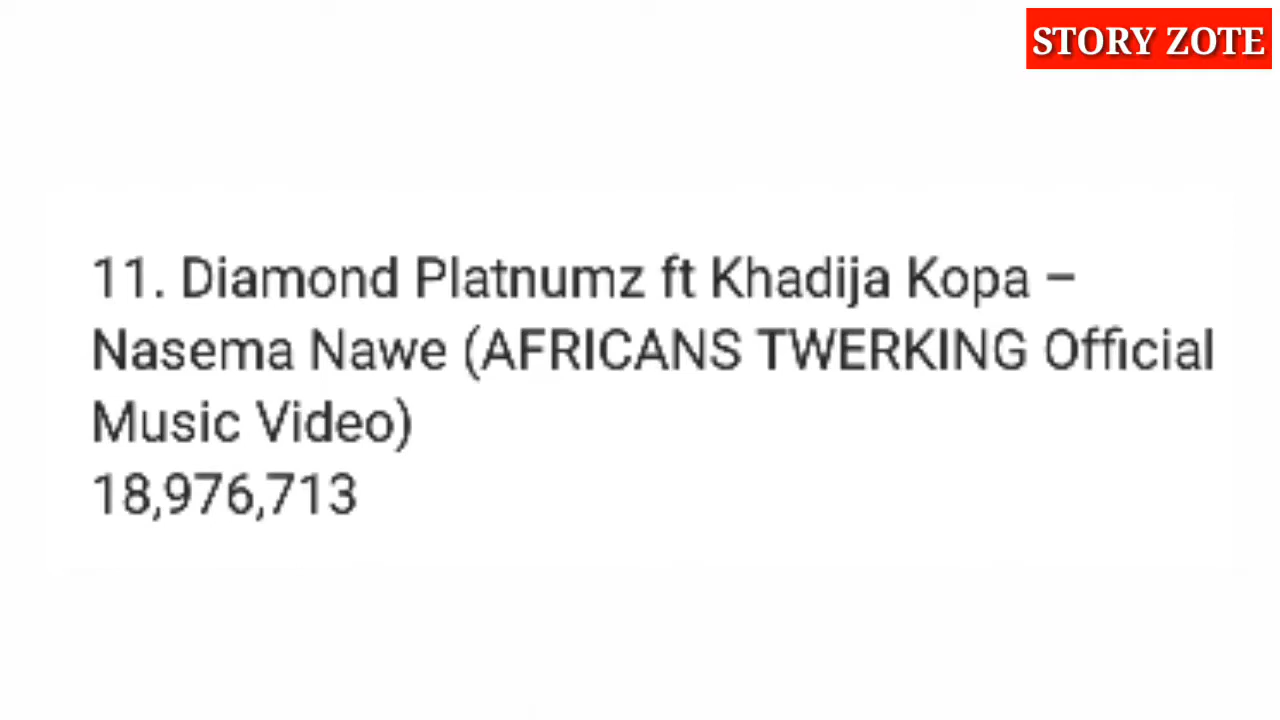 STORY ZOTE
11. Diamond Platnumz ft Khadija Kopa –
Nasema Nawe (AFRICANS TWERKING Official
Music Video)
18,976,713